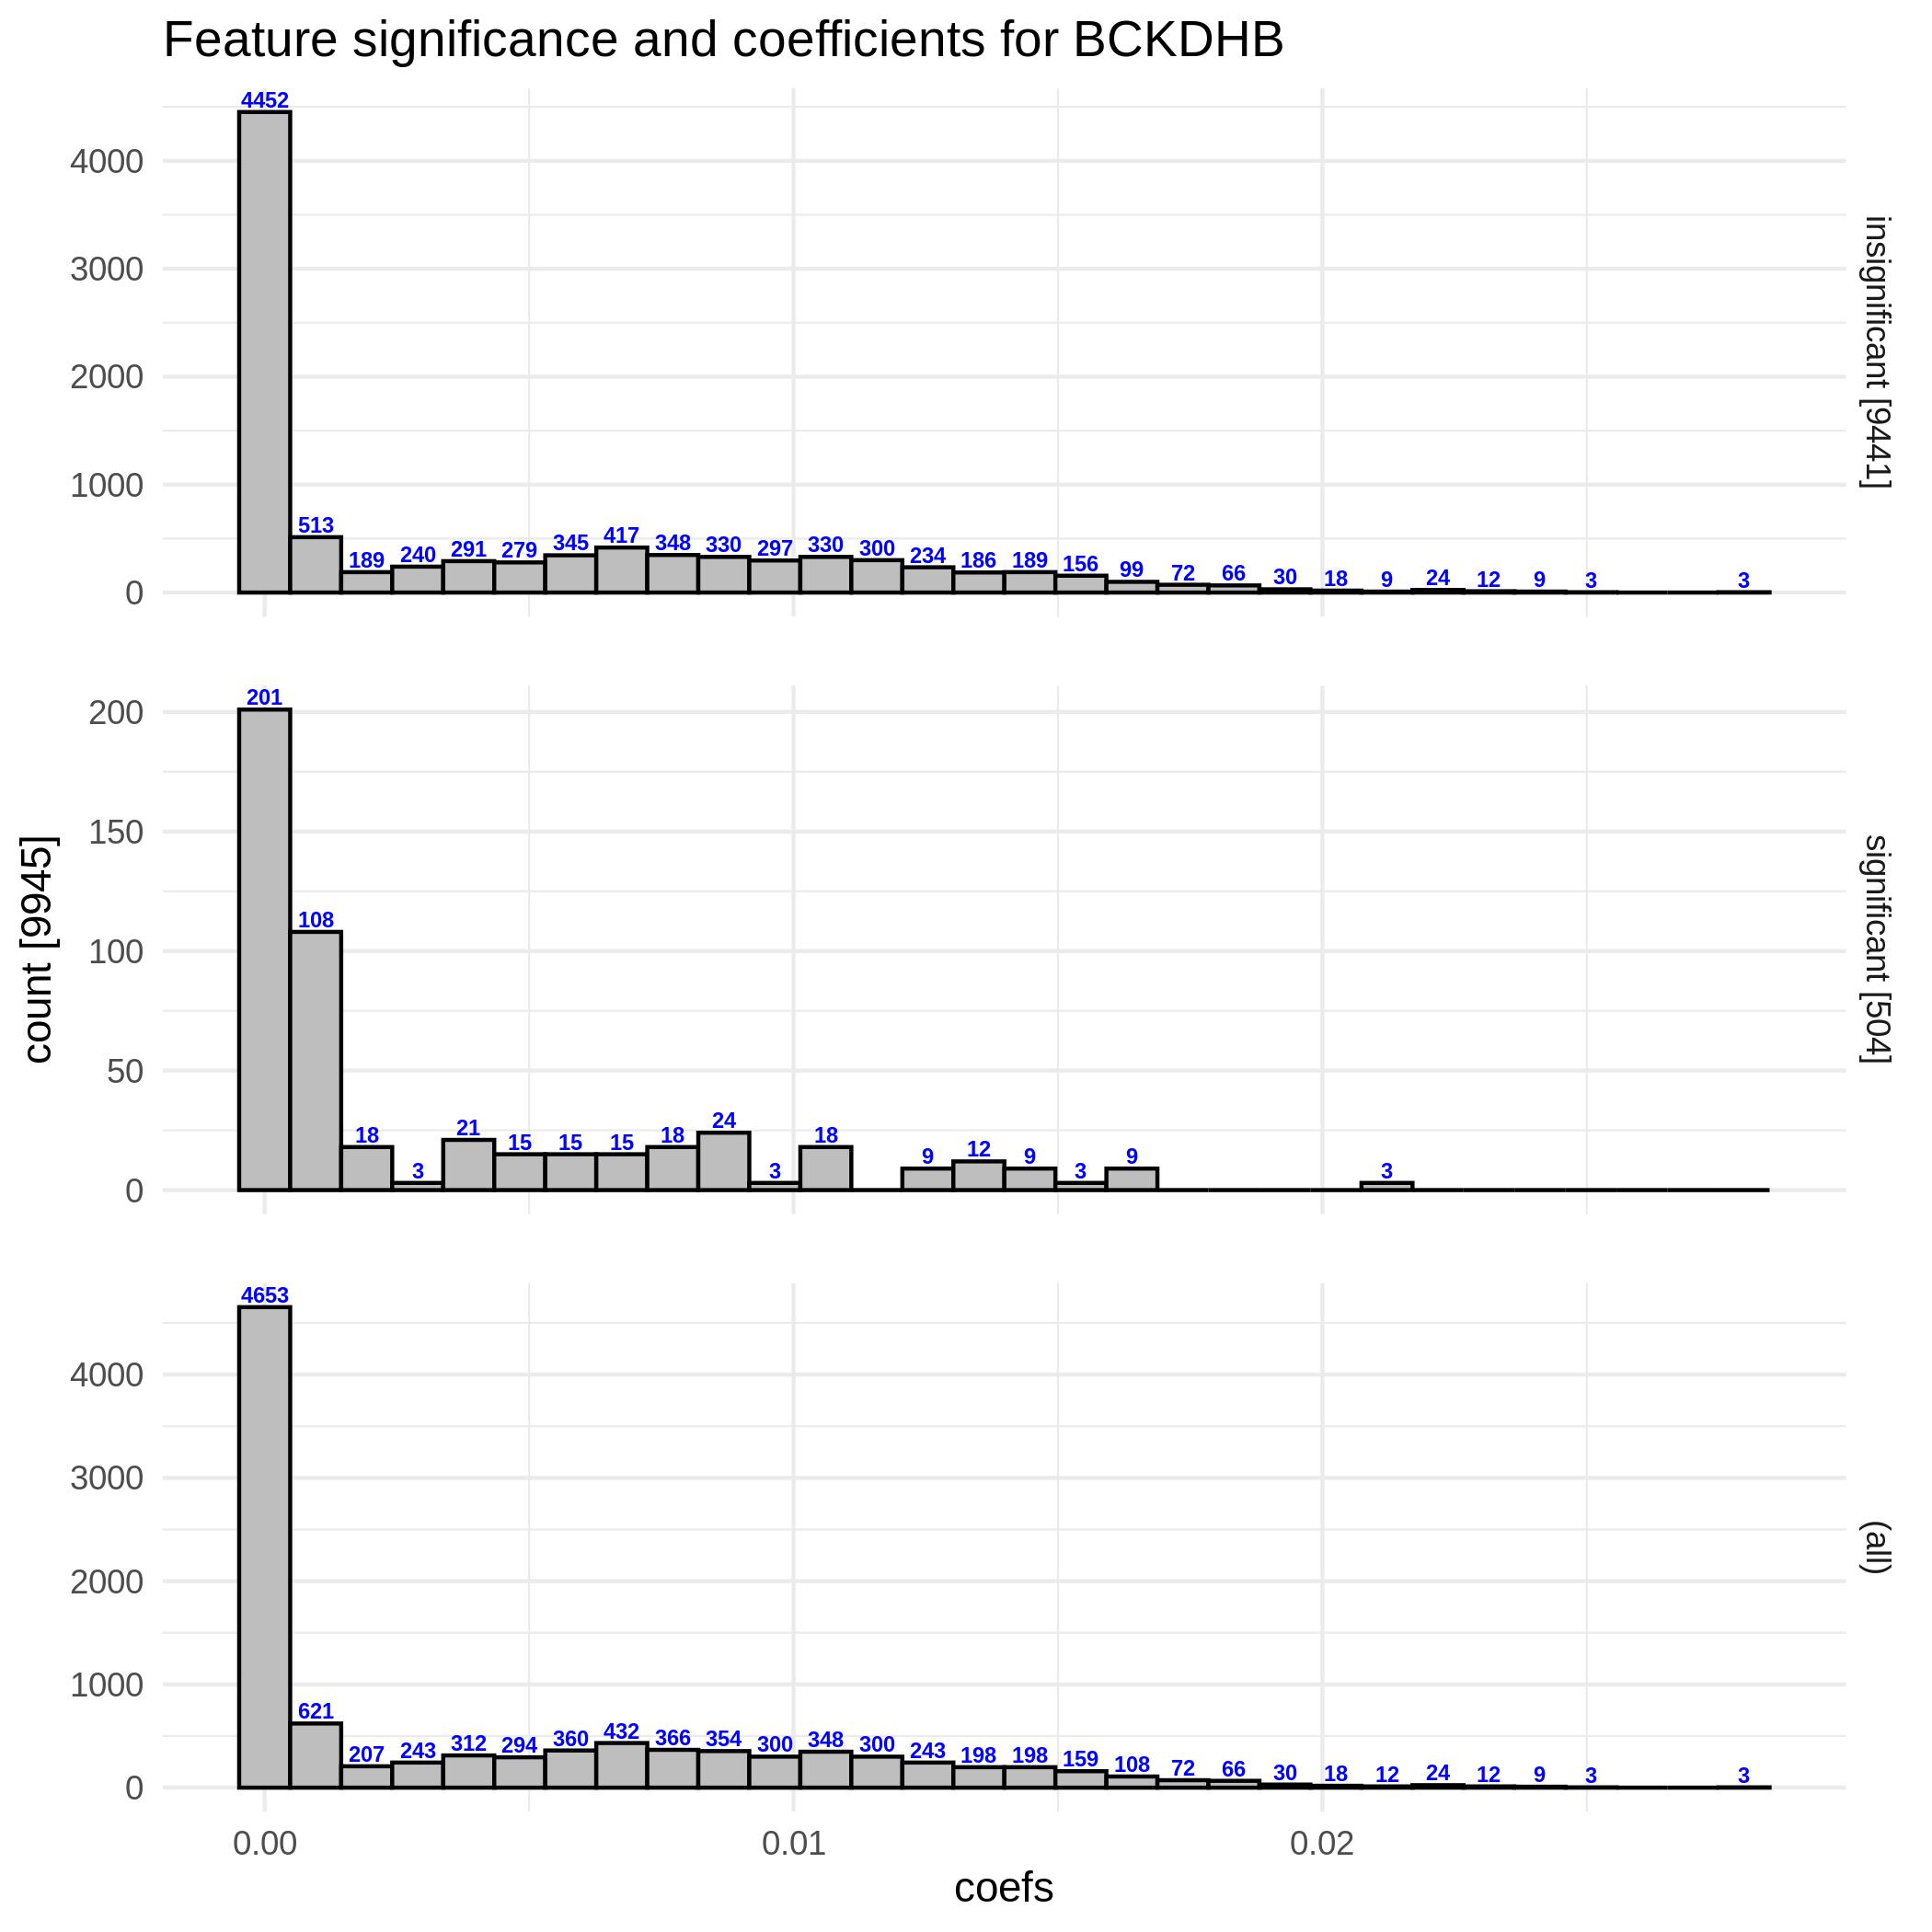 Feature significance and coefficients for BCKDHB
4452
513 189 240 291 279 345 417 348 330 297 330 300 234 186 189 156 99 72 66 30 18 9 24 12 9 3 3
4000
3000
2000
1000
0
insignificant [9441]
201
108
18 3 21 15 15 15 18 24 3 18 9 12 9 3 9 3
200
150
100
50
0
significant [504]
count [9945]
4653
621 207 243 312 294 360 432 366 354 300 348 300 243 198 198 159 108 72 66 30 18 12 24 12 9 3 3
4000
3000
2000
1000
0
(all)
0.00 0.01 0.02
coefs